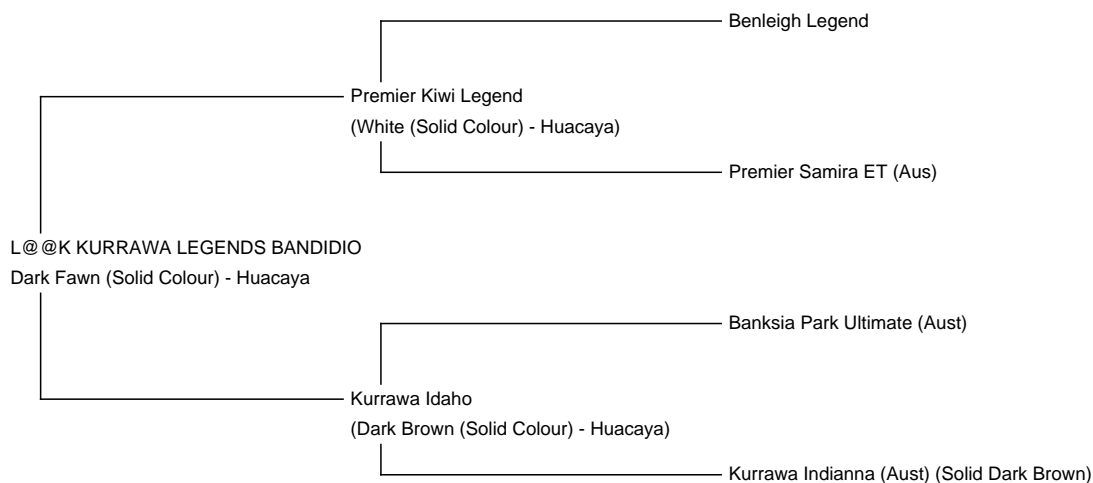 Benleigh Legend
Premier Kiwi Legend
(White (Solid Colour) - Huacaya)
Premier Samira ET (Aus)
L@@K KURRAWA LEGENDS BANDIDIO
Dark Fawn (Solid Colour) - Huacaya
Banksia Park Ultimate (Aust)
Kurrawa Idaho
(Dark Brown (Solid Colour) - Huacaya)
Kurrawa Indianna (Aust) (Solid Dark Brown)